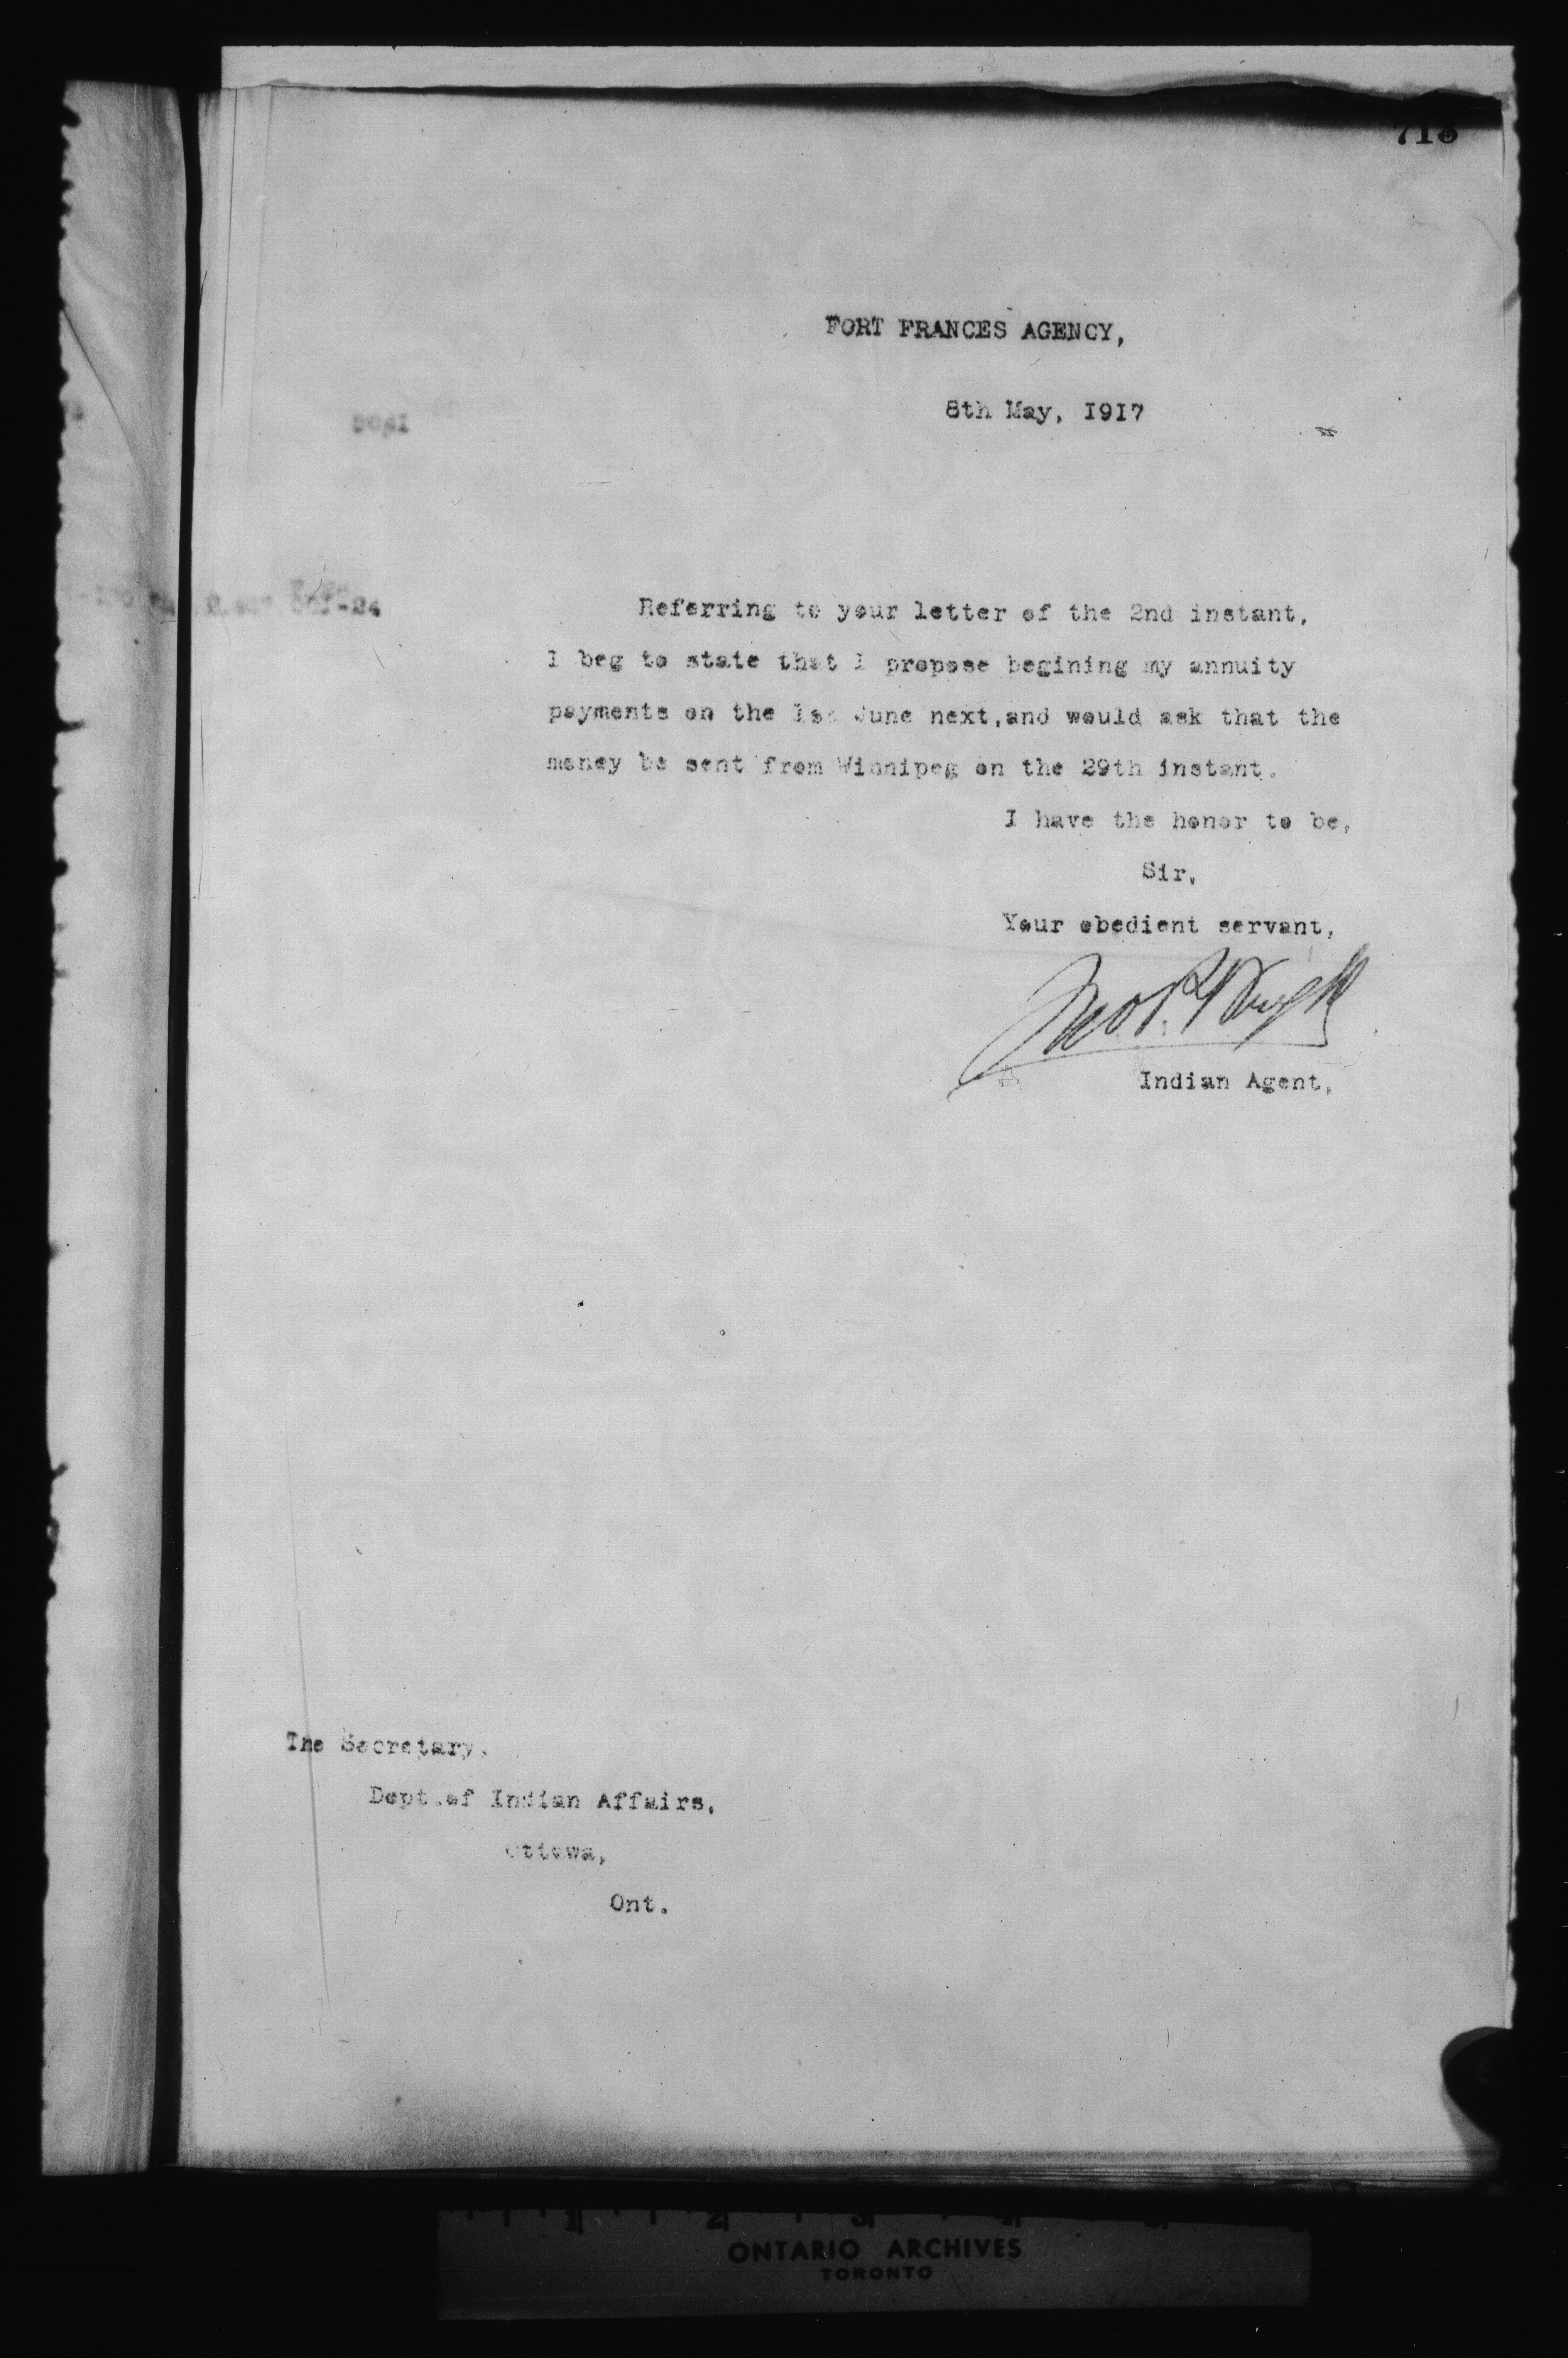 FORT FRANCES AGENCY,
8th May, 1917
Referring to your letter of the 2nd instant,
I beg to state that I propose begining my annuity
payments on the 1st June next,and would ask that the
money be sent from Winnipeg on the 29th instant.
I have the honor to be,
Sir,
Your obedient servant,
Indian Agent,
The Secretary,
Dept.of Indian Affairs,
Ottawa,
Ont.
1 2 3 4
ONTARIO ARCHIVES
TORONTO